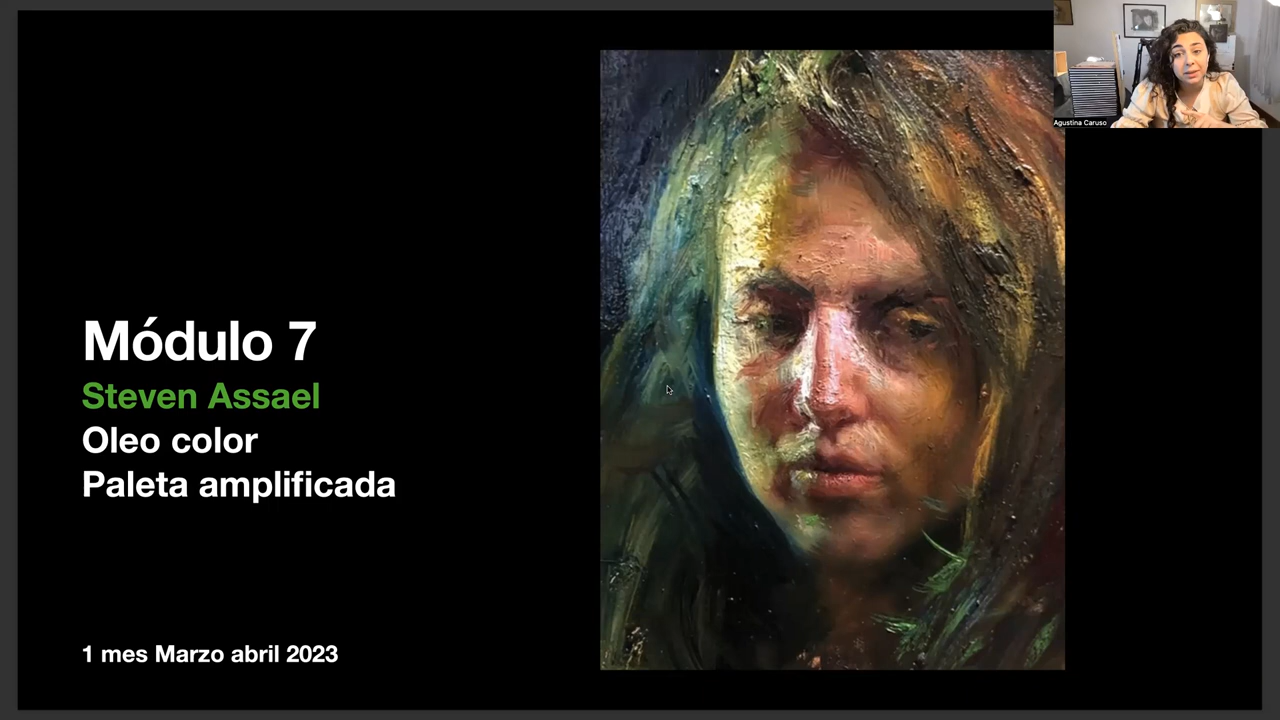 Agustina Caruso
Módulo 7
Steven Assael
Oleo color
Paleta amplificada
1 mes Marzo abril 2023